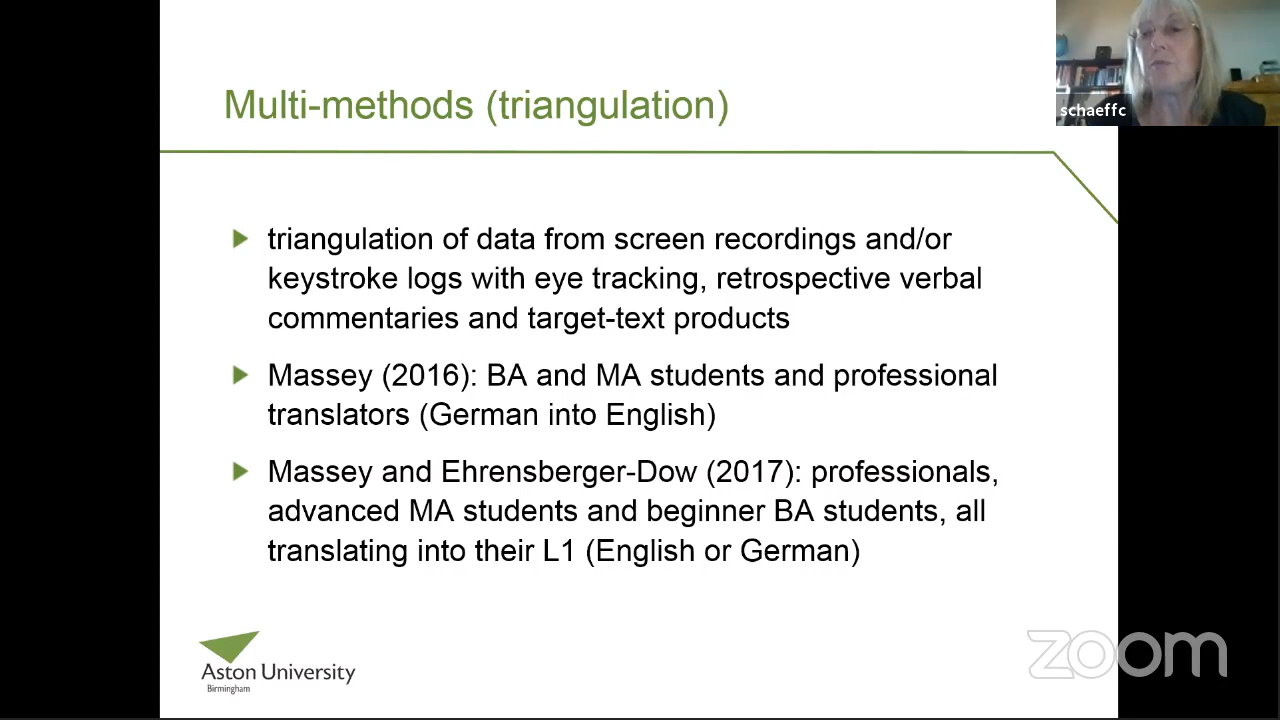 Multi-methods (triangulation)
schaeffc
triangulation of data from screen recordings and/or
keystroke logs with eye tracking, retrospective verbal
commentaries and target-text products
Massey (2016): BA and MA students and professional
translators (German into English)
Massey and Ehrensberger-Dow (2017): professionals,
advanced MA students and beginner BA students, all
translating into their L1 (English or German)
Aston University
Birmingham
zoom